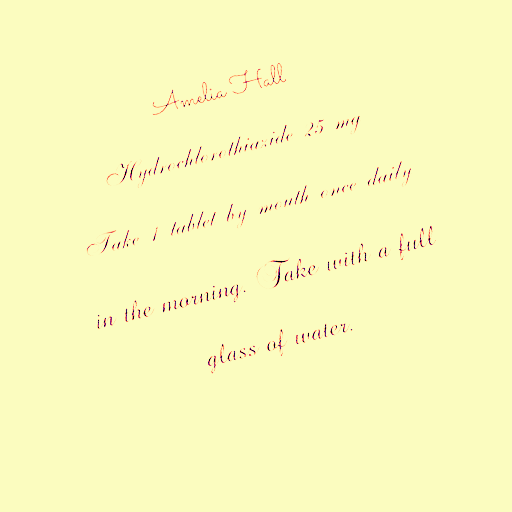 Amelia Hall
Hydrochlorothiazide 25 mg
Take 1 tablet by mouth once daily
in the morning. Take with a full
glass of water.